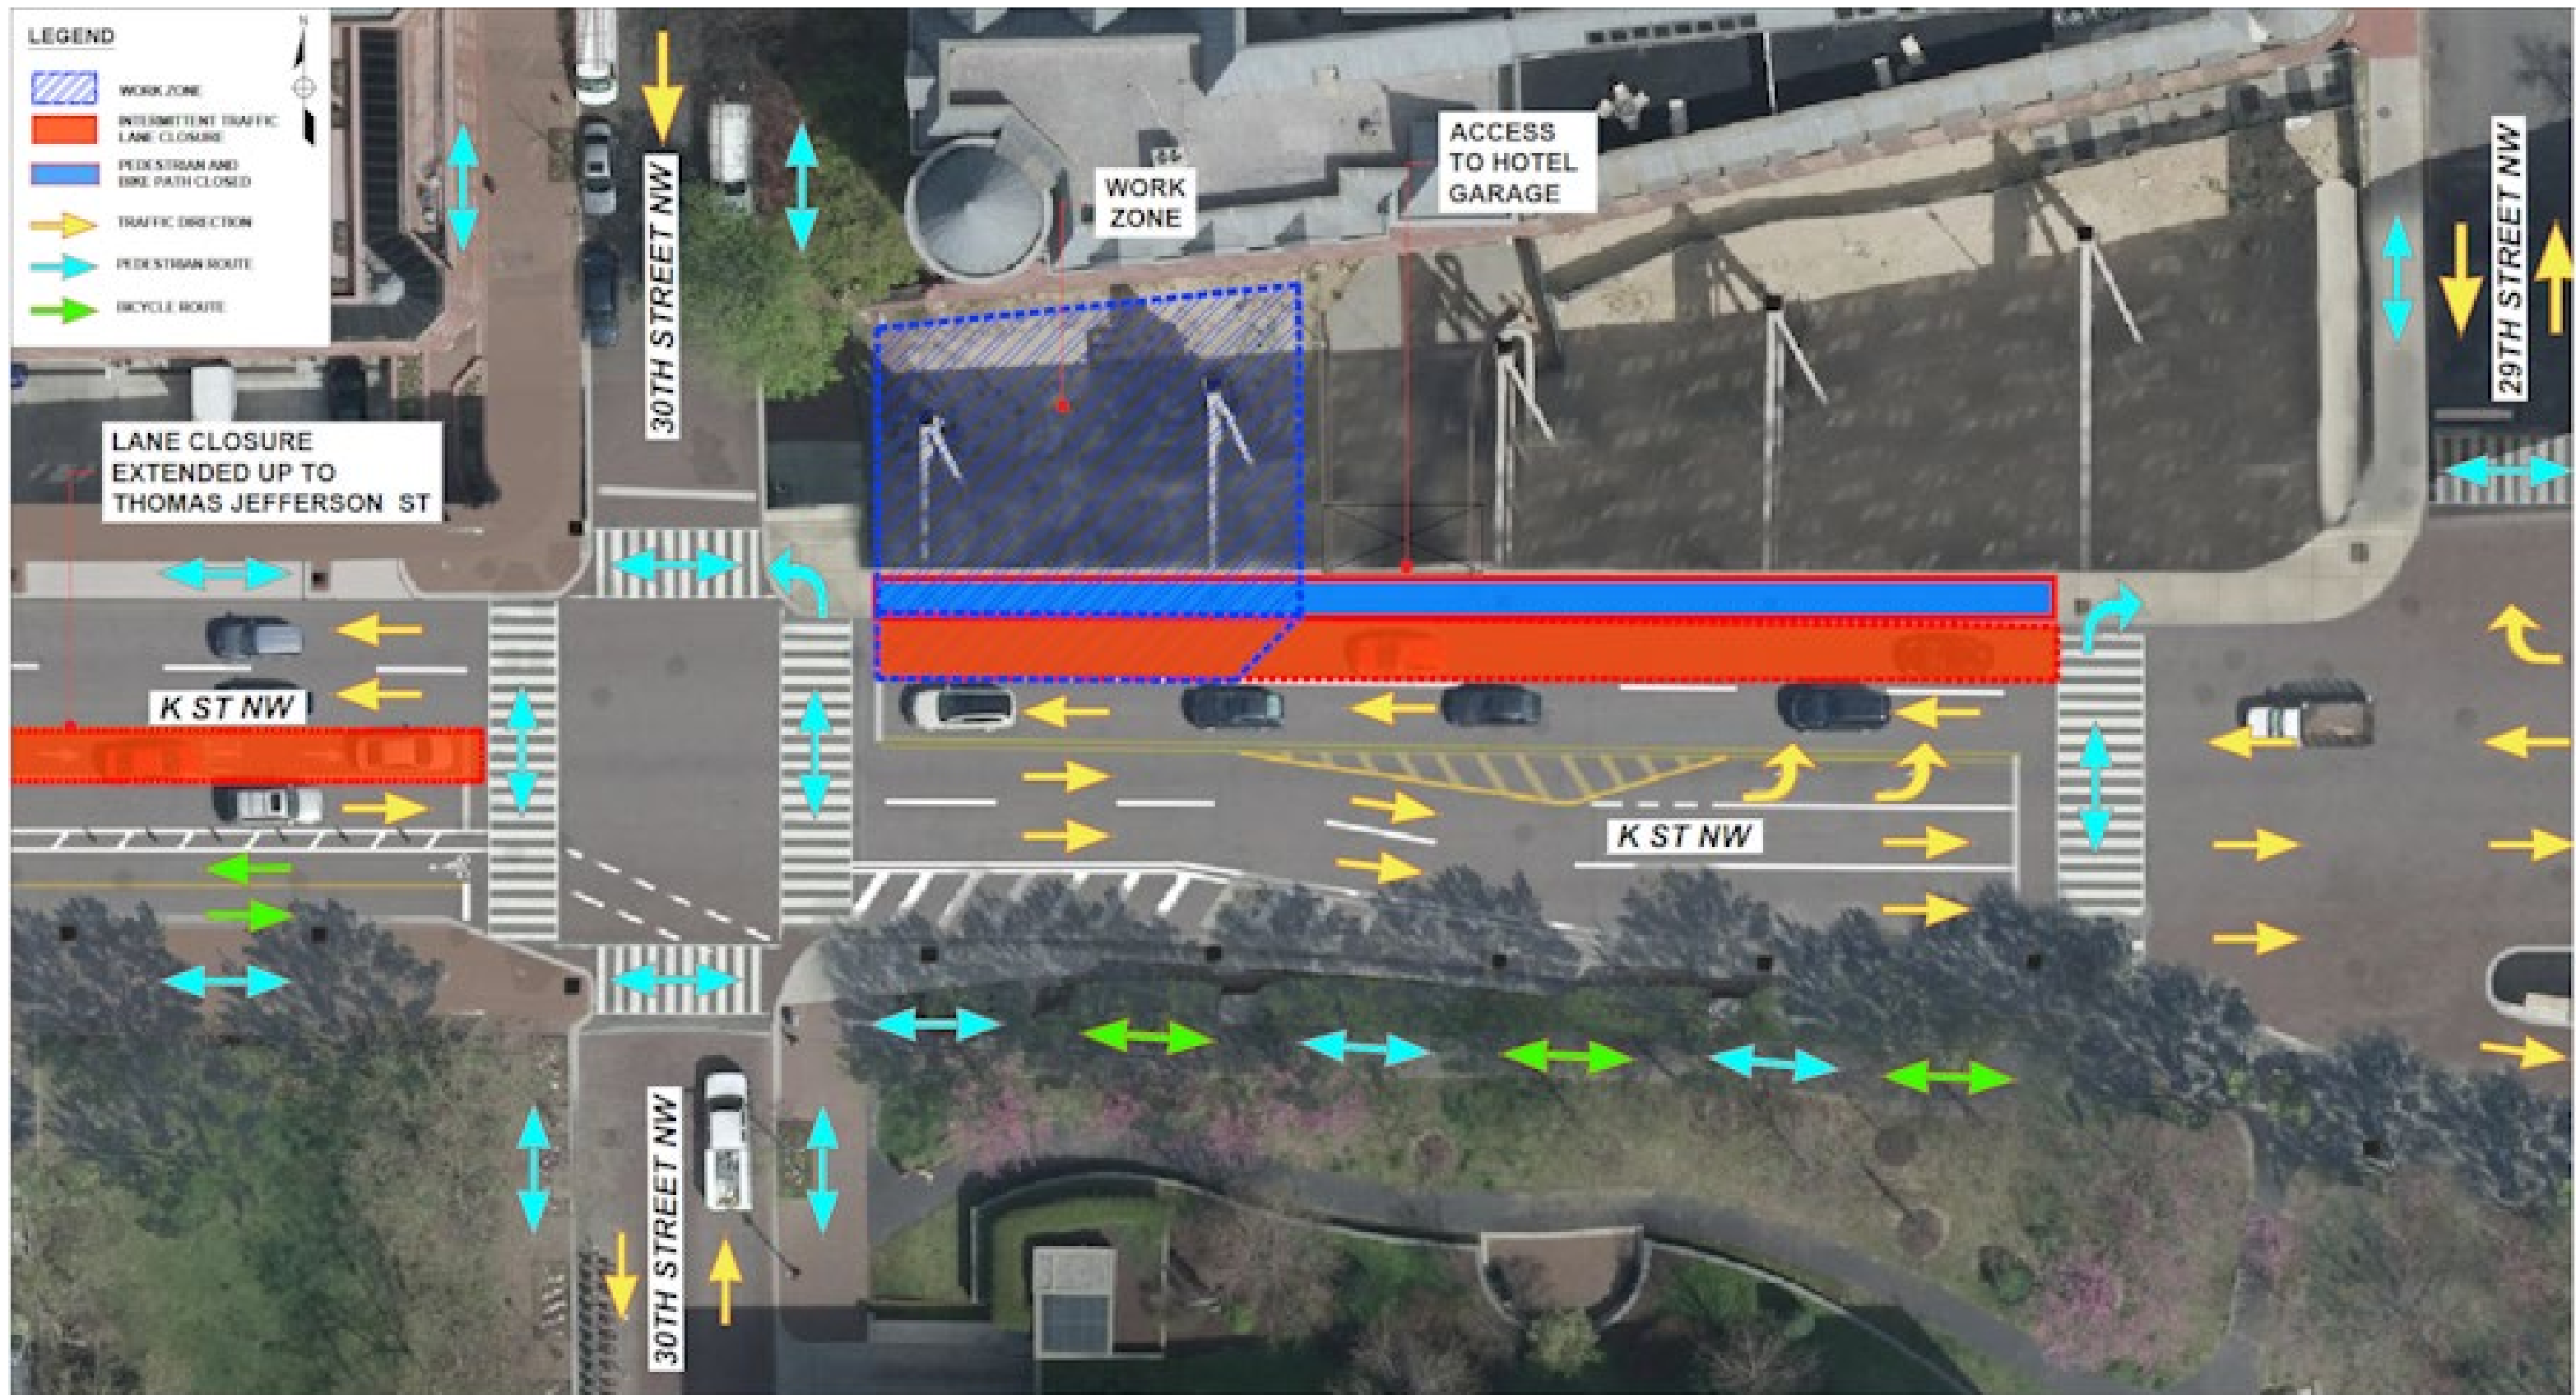 LEGEND
N
WORK ZONE
INTERMITTENT TRAFFIC
LANE CLOSURE
PEDESTRIAN AND
BIKE PATH CLOSED
TRAFFIC DIRECTION
PEDESTRIAN ROUTE
BICYCLE ROUTE
30TH STREET NW
WORK
ZONE
ACCESS
TO HOTEL
GARAGE
29TH STREET NW
LANE CLOSURE
EXTENDED UP TO
THOMAS JEFFERSON ST
K ST NW
K ST NW
30TH STREET NW